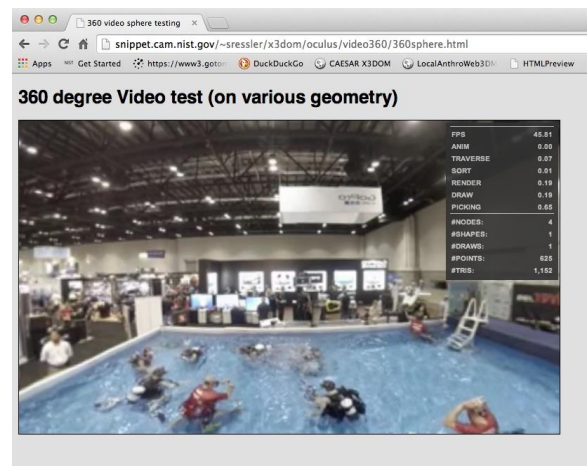 360 video sphere testing
snippet.cam.nist.gov/~sressler/x3dom/oculus/video360/360sphere.html
Apps NIST Get Started https://www3.goto DuckDuckGo CAESAR X3DOM LocalAnthroWeb3DM HTMLPreview
360 degree Video test (on various geometry)
FPS 45.81
ANIM 0.00
TRAVERSE 0.07
SORT 0.01
RENDER 0.19
DRAW 0.19
PICKING 0.65
#NODES: 4
#SHAPES: 1
#DRAWS: 1
#POINTS: 625
#TRIS: 1,152
GoPro